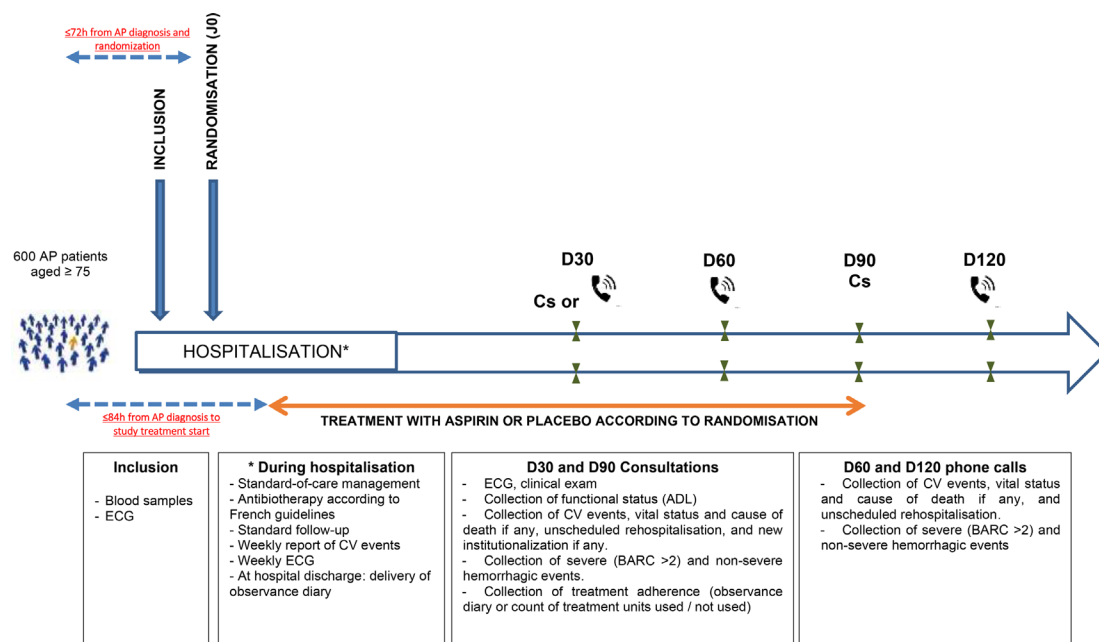 ≤72h from AP diagnosis and
randomization
INCLUSION
RANDOMISATION (J0)
600 AP patients
aged ≥ 75
D30
D60
D90
D120
Cs or
Cs
HOSPITALISATION*
≤84h from AP diagnosis to
study treatment start
TREATMENT WITH ASPIRIN OR PLACEBO ACCORDING TO RANDOMISATION
Inclusion
- Blood samples
- ECG
* During hospitalisation
- Standard-of-care management
- Antibiotherapy according to
French guidelines
- Standard follow-up
- Weekly report of CV events
- Weekly ECG
- At hospital discharge: delivery of
observance diary
D30 and D90 Consultations
- ECG, clinical exam
- Collection of functional status (ADL)
- Collection of CV events, vital status and cause of
death if any, unscheduled rehospitalisation, and new
institutionalization if any.
- Collection of severe (BARC >2) and non-severe
hemorrhagic events.
- Collection of treatment adherence (observance
diary or count of treatment units used / not used)
D60 and D120 phone calls
- Collection of CV events, vital status
and cause of death if any, and
unscheduled rehospitalisation.
- Collection of severe (BARC >2) and
non-severe hemorrhagic events